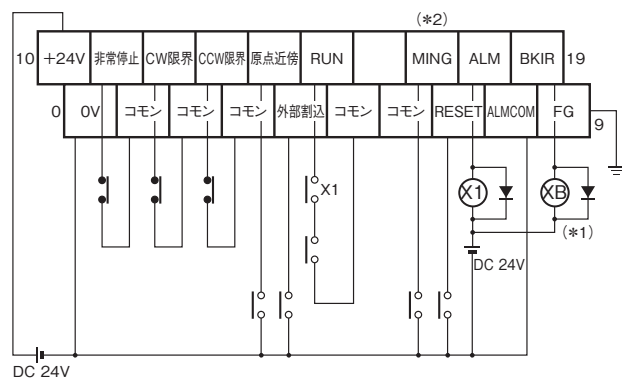 (*2)
10 +24V 非常停止 CW限界 CCW限界 原点近傍 RUN MING ALM BKIR 19
0 0V コモン コモン コモン 外部割込 コモン コモン RESET ALMCOM FG 9
X1
X1 XB
(*1)
DC 24V
DC 24V